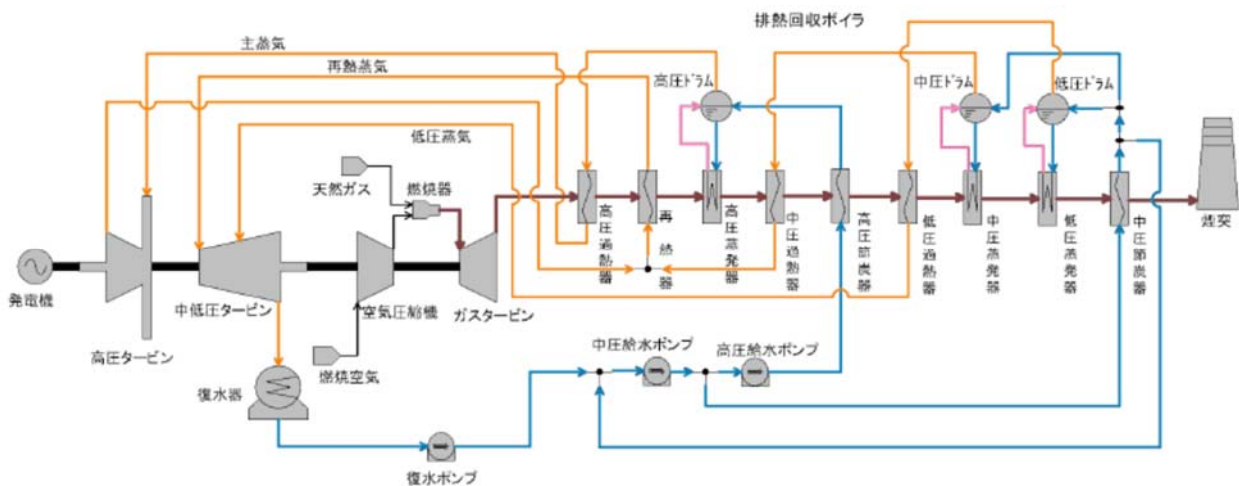 排熱回収ボイラ
主蒸気
再熱蒸気
低圧蒸気
高圧ドラム
中圧ドラム
低圧ドラム
天然ガス
燃焼器
高圧過熱器
再熱器
高圧蒸発器
中圧過熱器
高圧節炭器
低圧過熱器
中圧蒸発器
低圧蒸発器
中圧節炭器
煙突
発電機
高圧タービン
中低圧タービン
空気圧縮機
ガスタービン
燃焼空気
復水器
復水ポンプ
中圧給水ポンプ
高圧給水ポンプ